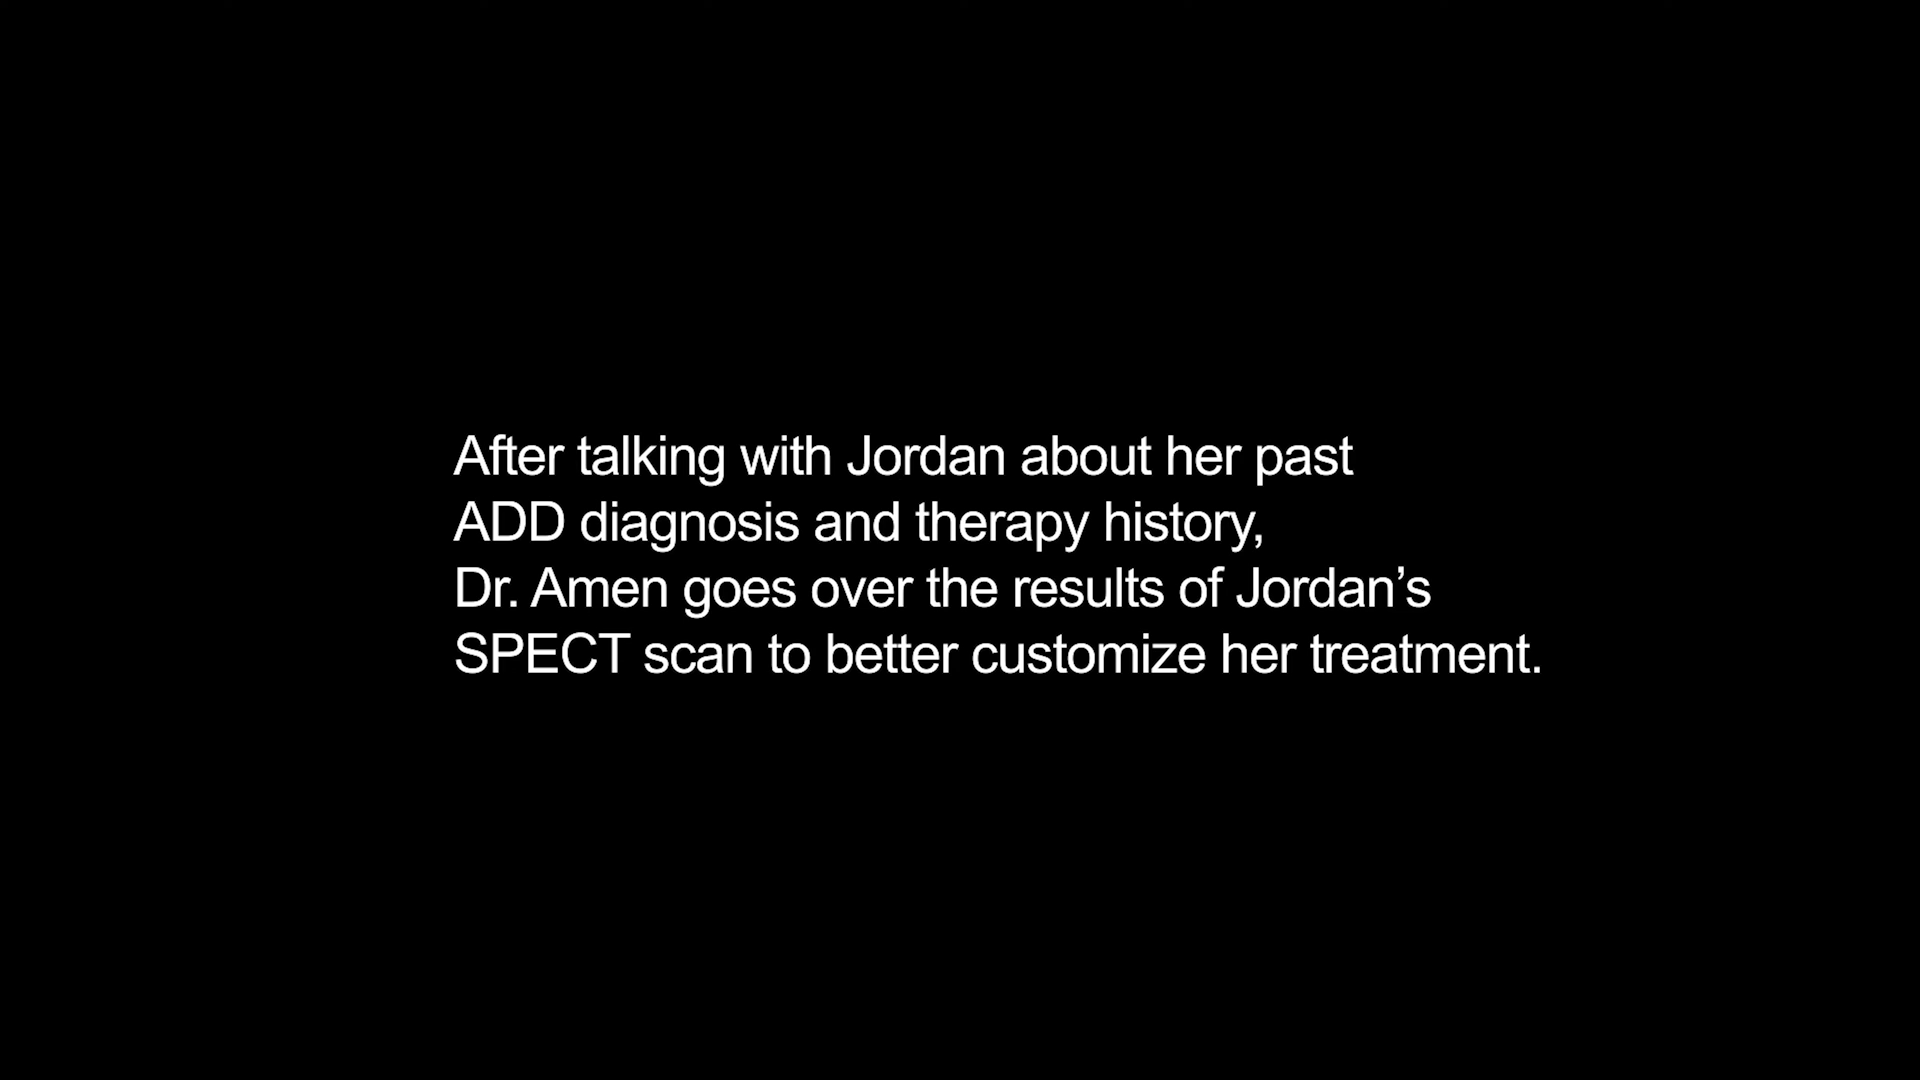 After talking with Jordan about her past
ADD diagnosis and therapy history,
Dr. Amen goes over the results of Jordan’s
SPECT scan to better customize her treatment.